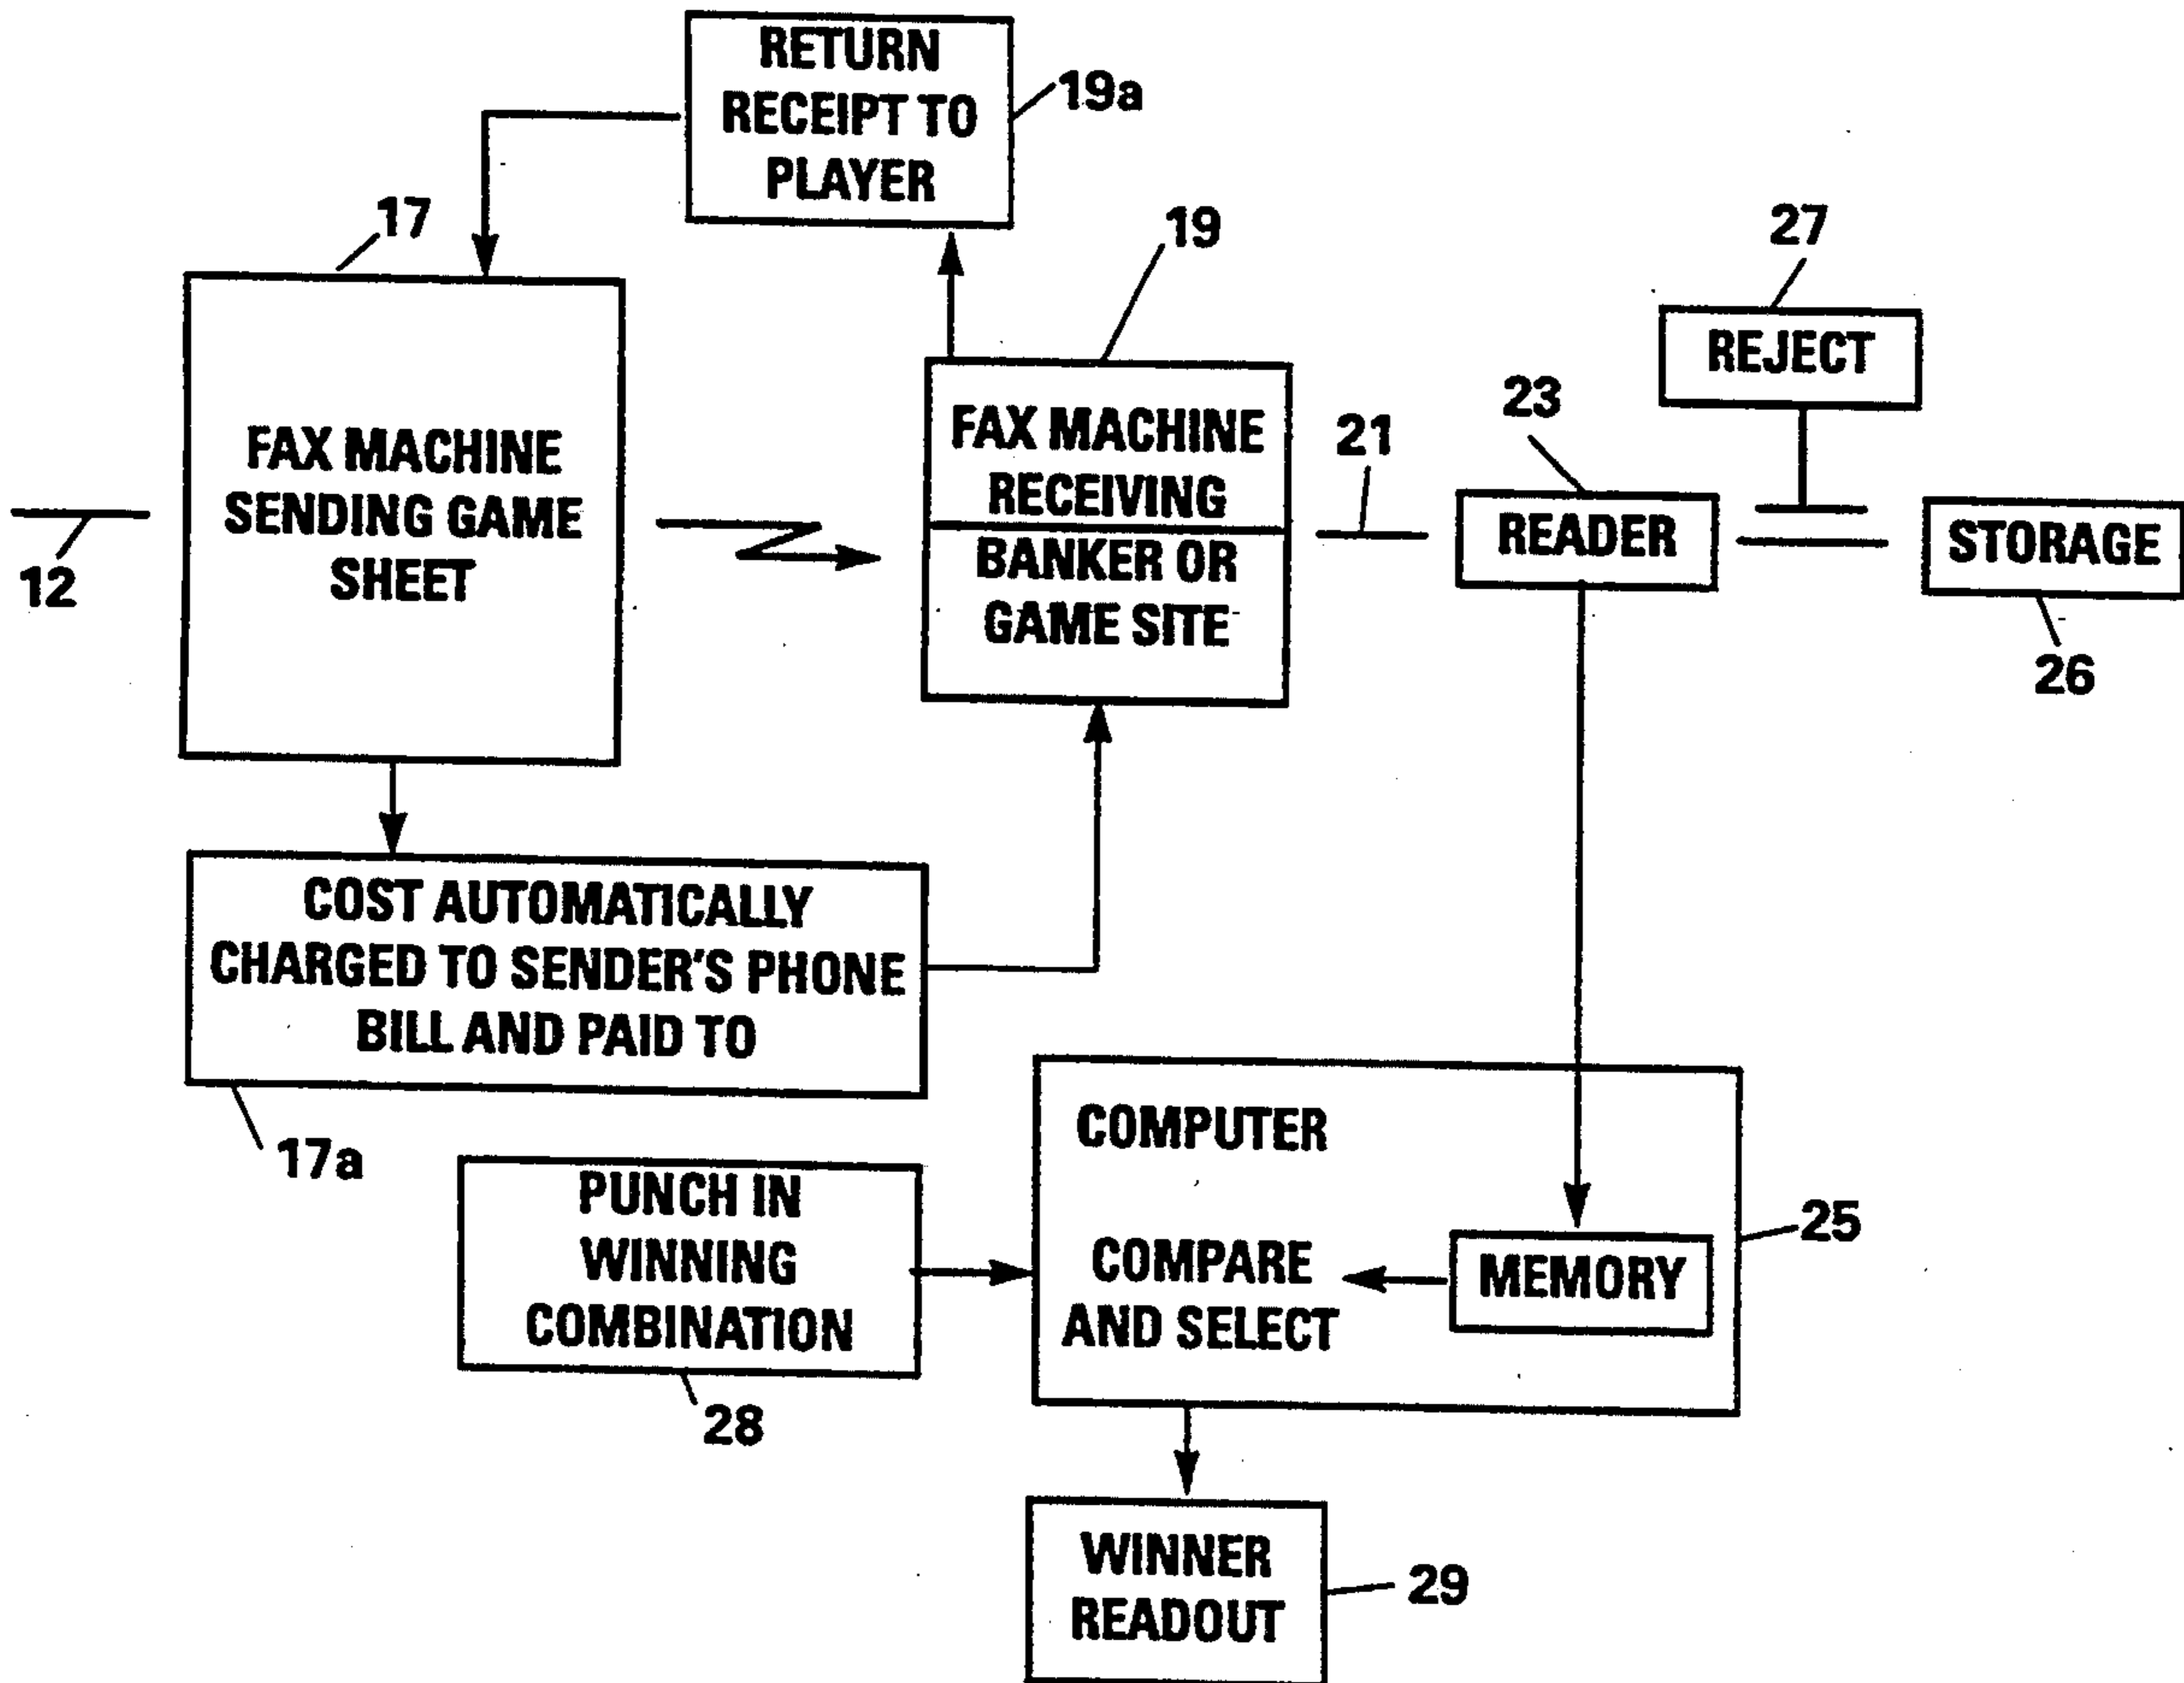 RETURN
RECEIPT TO
PLAYER
19a
17
19
27
REJECT
23
21
FAX MACHINE
SENDING GAME
SHEET
12
FAX MACHINE
RECEIVING
BANKER OR
GAME SITE
READER
STORAGE
26
COST AUTOMATICALLY
CHARGED TO SENDER'S PHONE
BILL AND PAID TO
17a
PUNCH IN
WINNING
COMBINATION
28
COMPUTER
COMPARE
AND SELECT
MEMORY
25
WINNER
READOUT
29